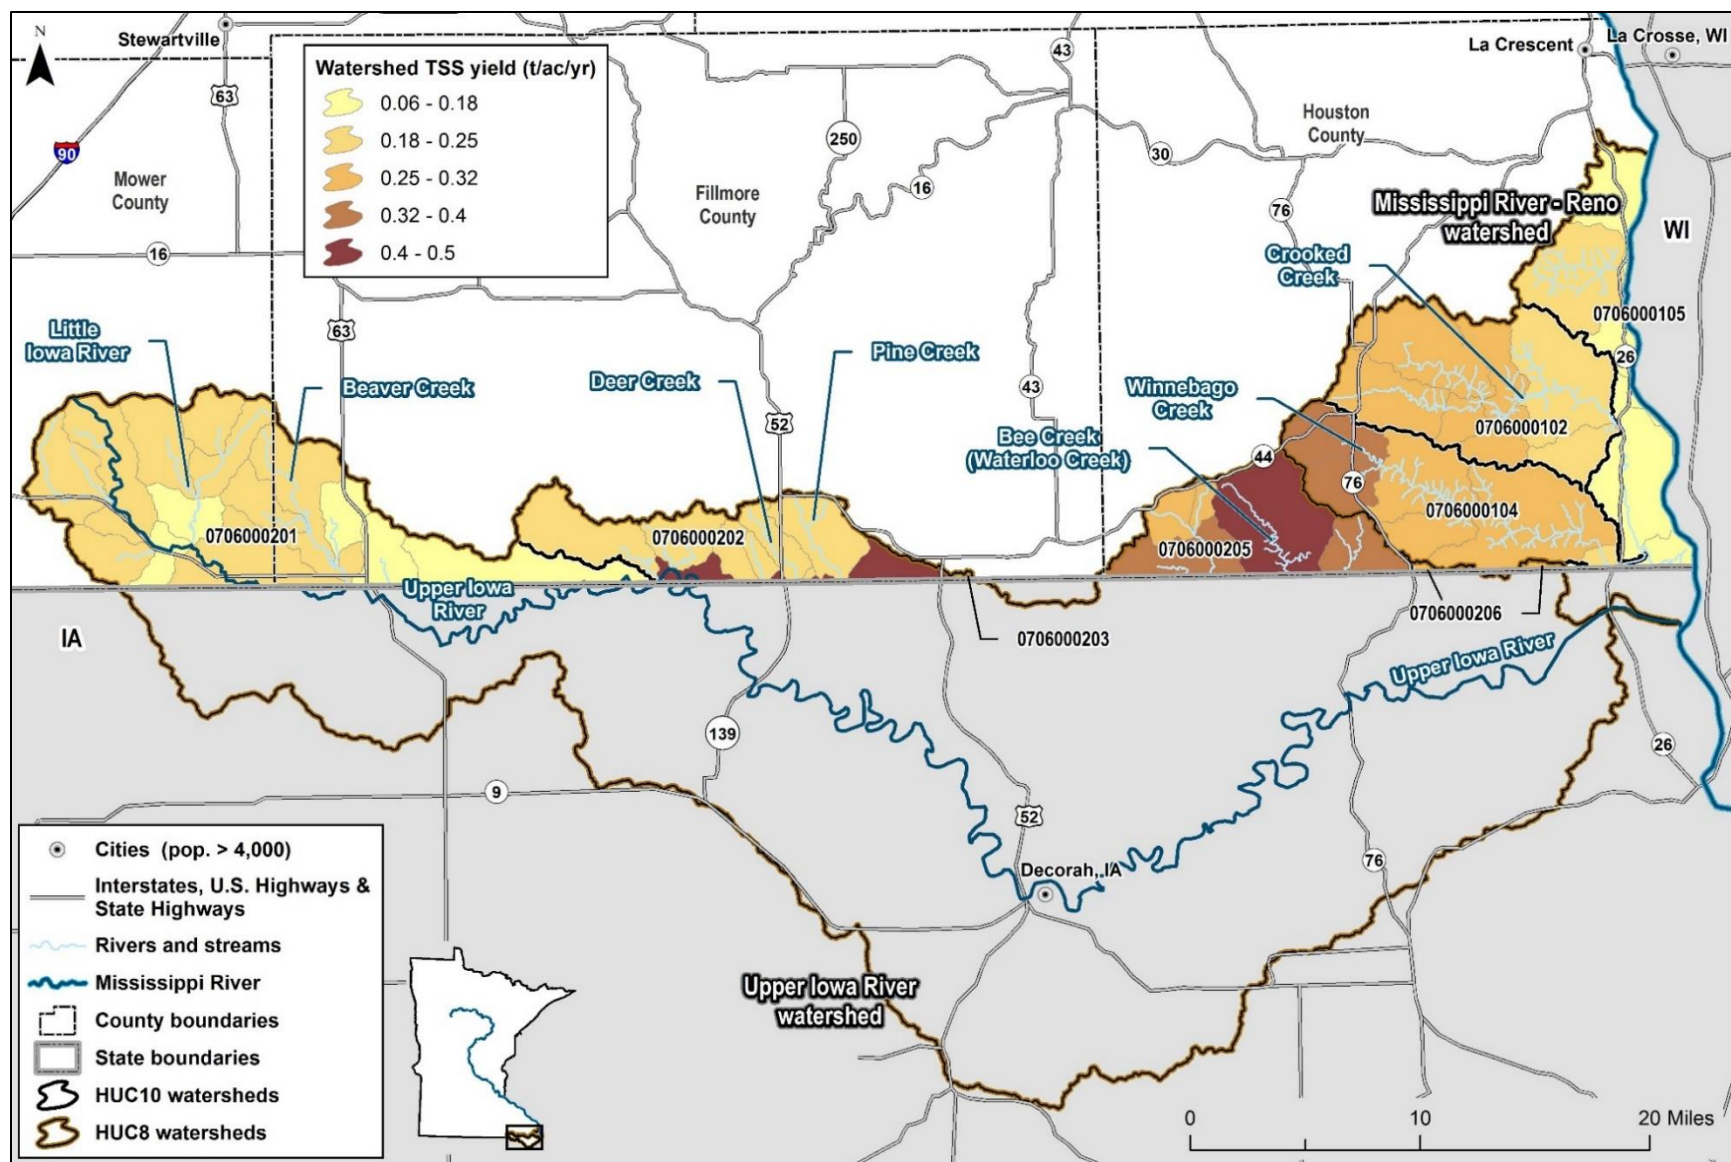 N
Stewartville
63
90
Mower
County
16
Watershed TSS yield (t/ac/yr)
0.06 - 0.18
0.18 - 0.25
0.25 - 0.32
0.32 - 0.4
0.4 - 0.5
250
16
43
30
Fillmore
County
La Crescent
La Crosse, WI
Houston
County
76
Mississippi River - Reno
watershed
WI
Crooked
Creek
0706000105
26
63
Little
Iowa River
Beaver Creek
Deer Creek
Pine Creek
52
43
Winnebago
Creek
Bee Creek
(Waterloo Creek)
44
76
0706000102
0706000104
0706000201
0706000202
0706000205
Upper Iowa
River
0706000203
0706000206
IA
Upper Iowa River
139
9
52
26
76
Decorah, IA
Upper Iowa River
watershed
Cities (pop. > 4,000)
Interstates, U.S. Highways &
State Highways
Rivers and streams
Mississippi River
County boundaries
State boundaries
HUC10 watersheds
HUC8 watersheds
0
10
20 Miles